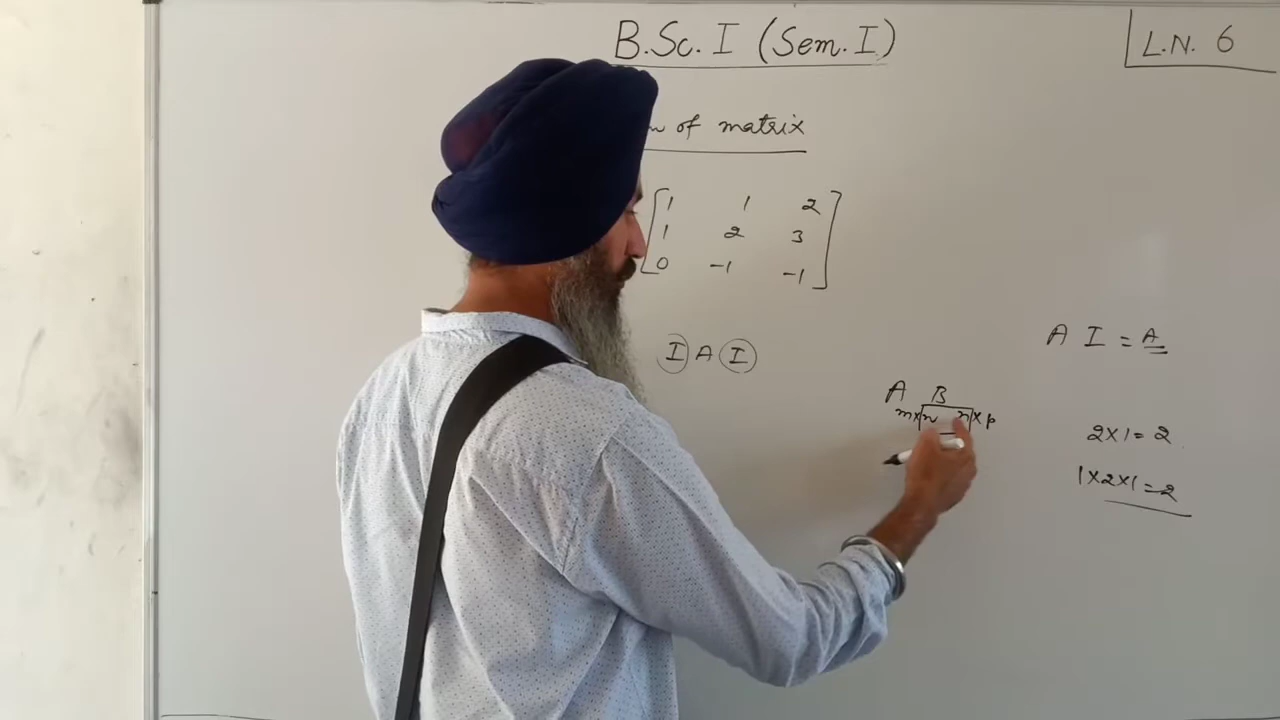 B.Sc. I (Sem. I)
L.N. 6
of matrix
1 1 2
1 2 3
0 -1 -1
I A I
A I = A
A B
m×n n×p
2×1=2
1×2×1=2